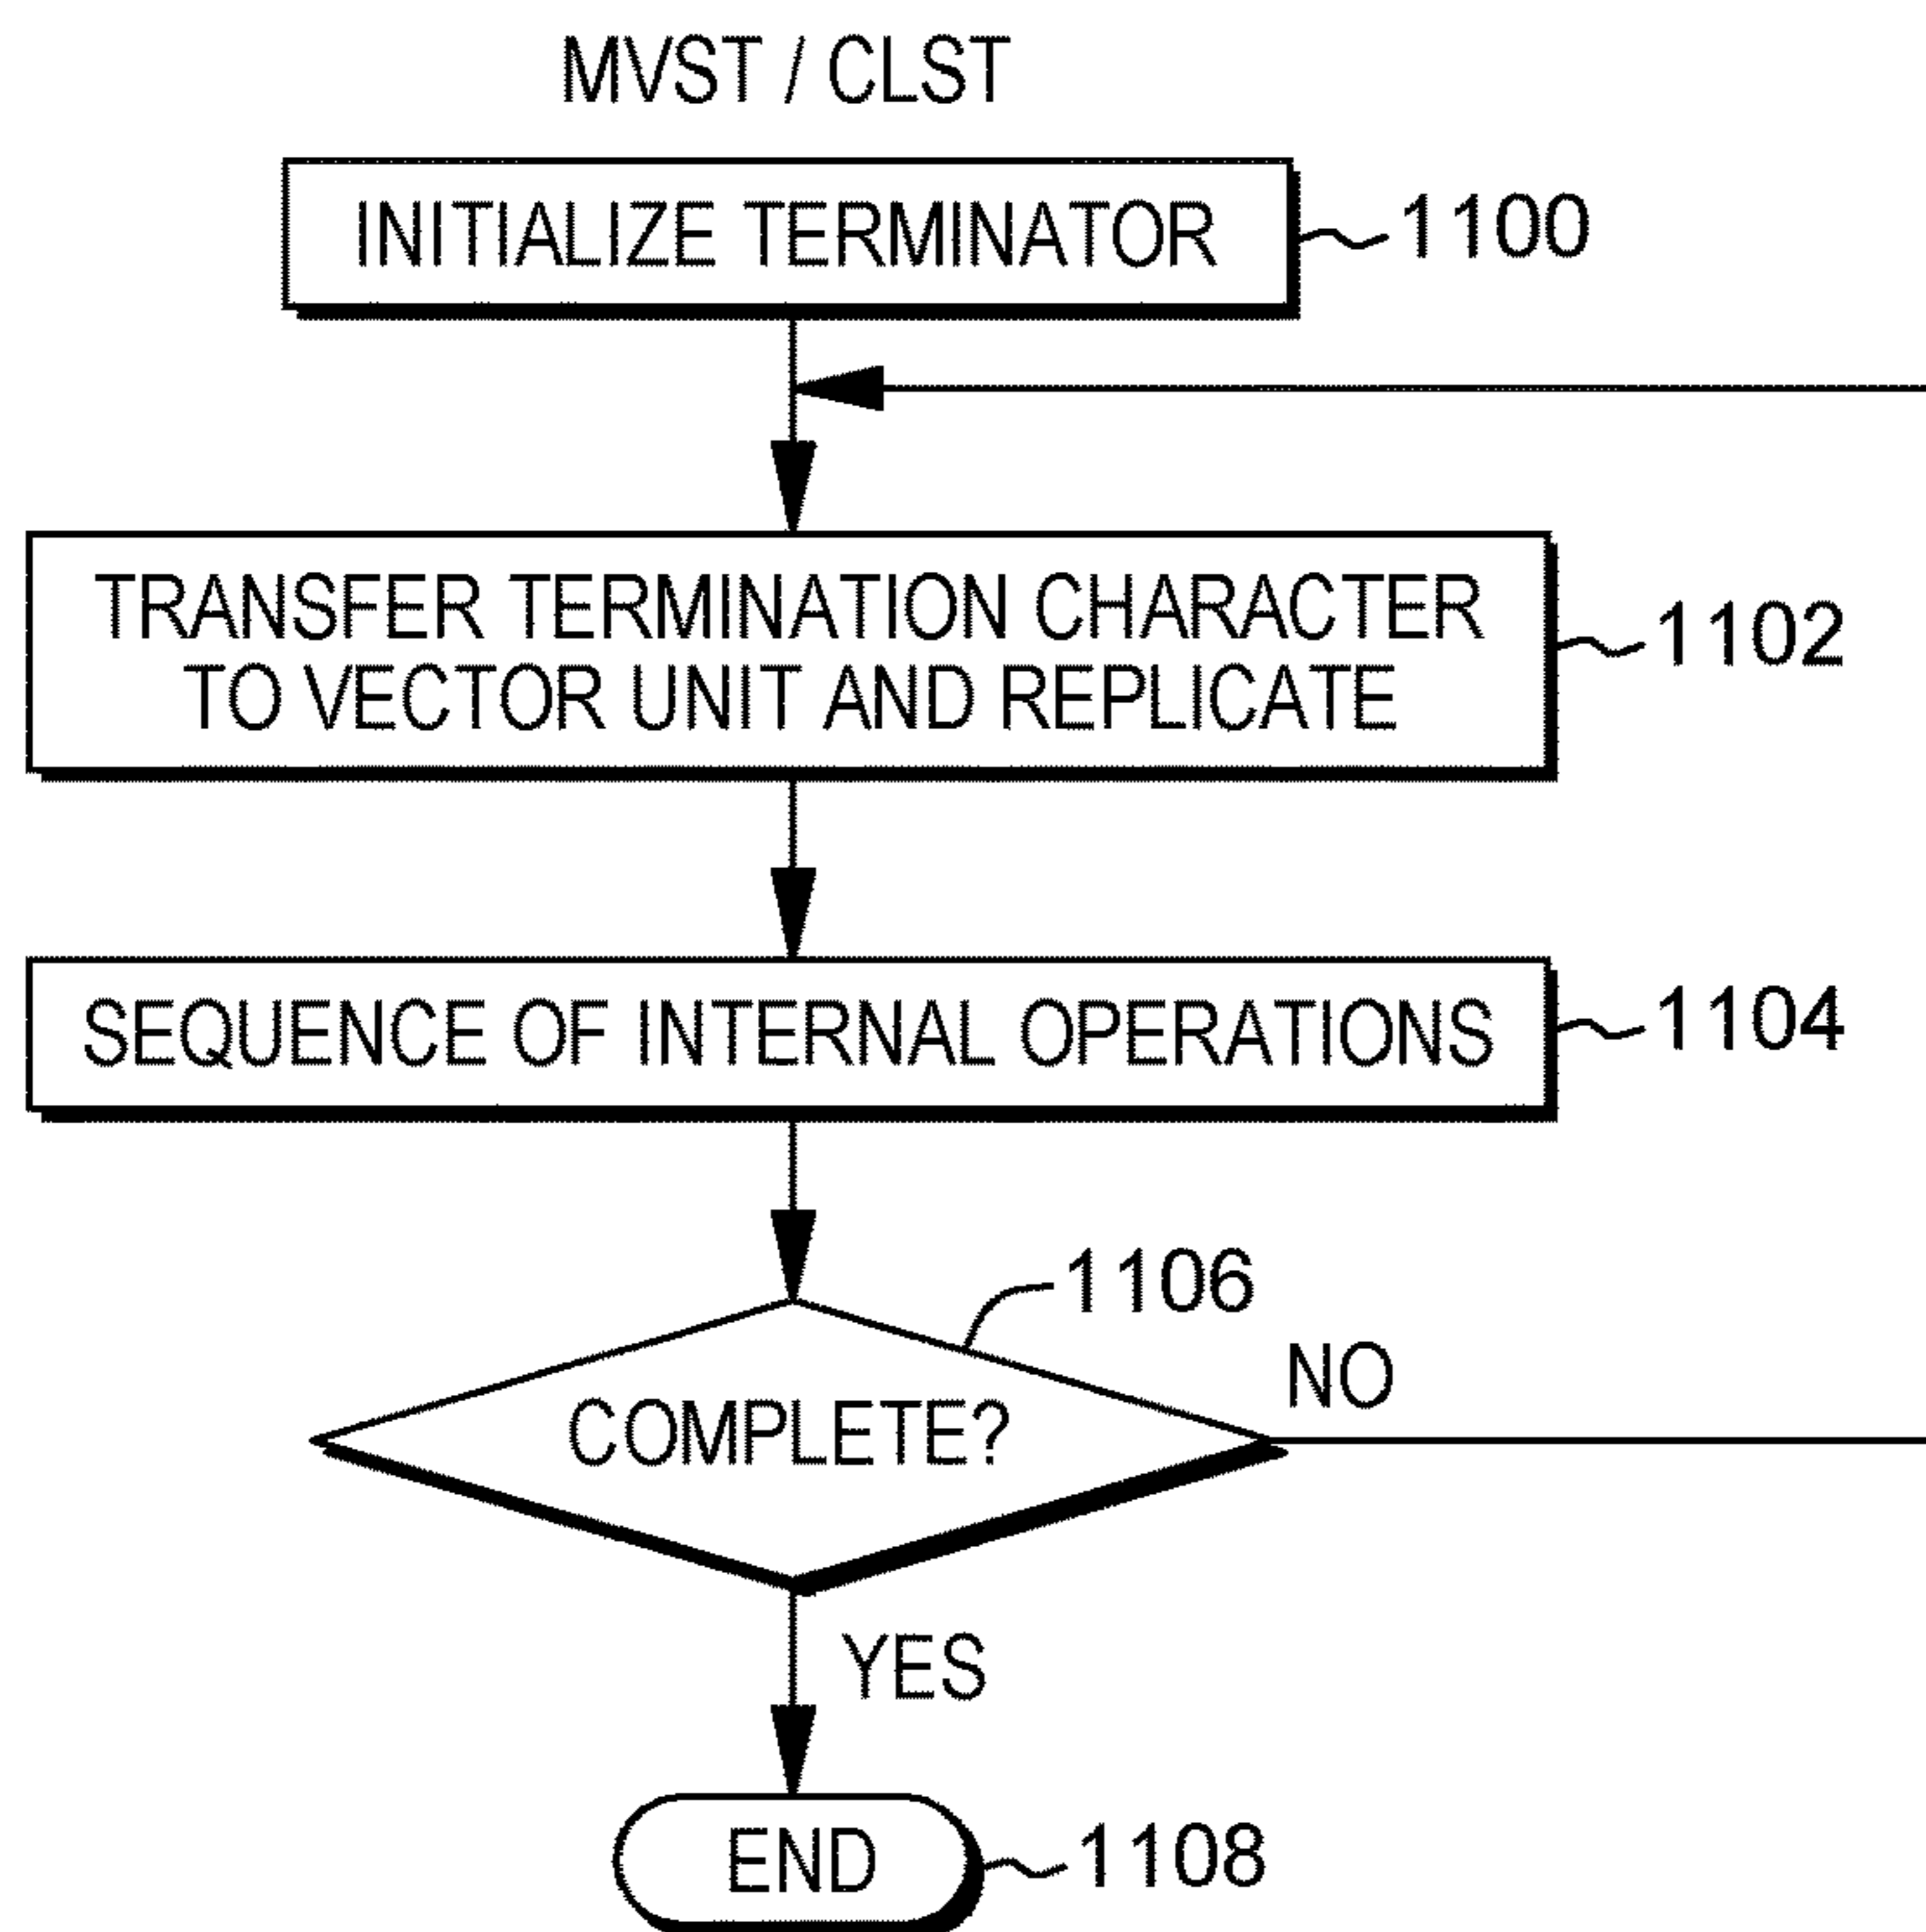 MVST / CLST
INITIALIZE TERMINATOR
1100
TRANSFER TERMINATION CHARACTER
TO VECTOR UNIT AND REPLICATE
1102
SEQUENCE OF INTERNAL OPERATIONS
1104
1106
COMPLETE?
NO
YES
END
1108